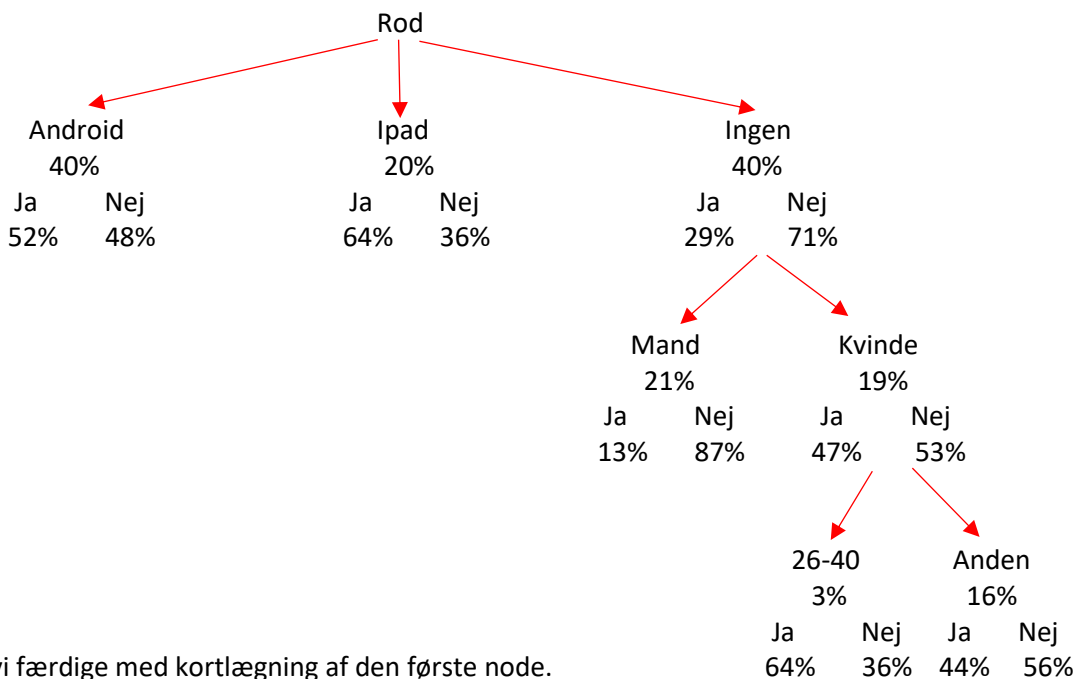 Rod
Android Ipad Ingen
40% 20% 40%
Ja Nej Ja Nej Ja Nej
52% 48% 64% 36% 29% 71%
Mand Kvinde
21% 19%
Ja Nej Ja Nej
13% 87% 47% 53%
26-40 Anden
3% 16%
Ja Nej Ja Nej
vi færdige med kortlægning af den første node. 64% 36% 44% 56%